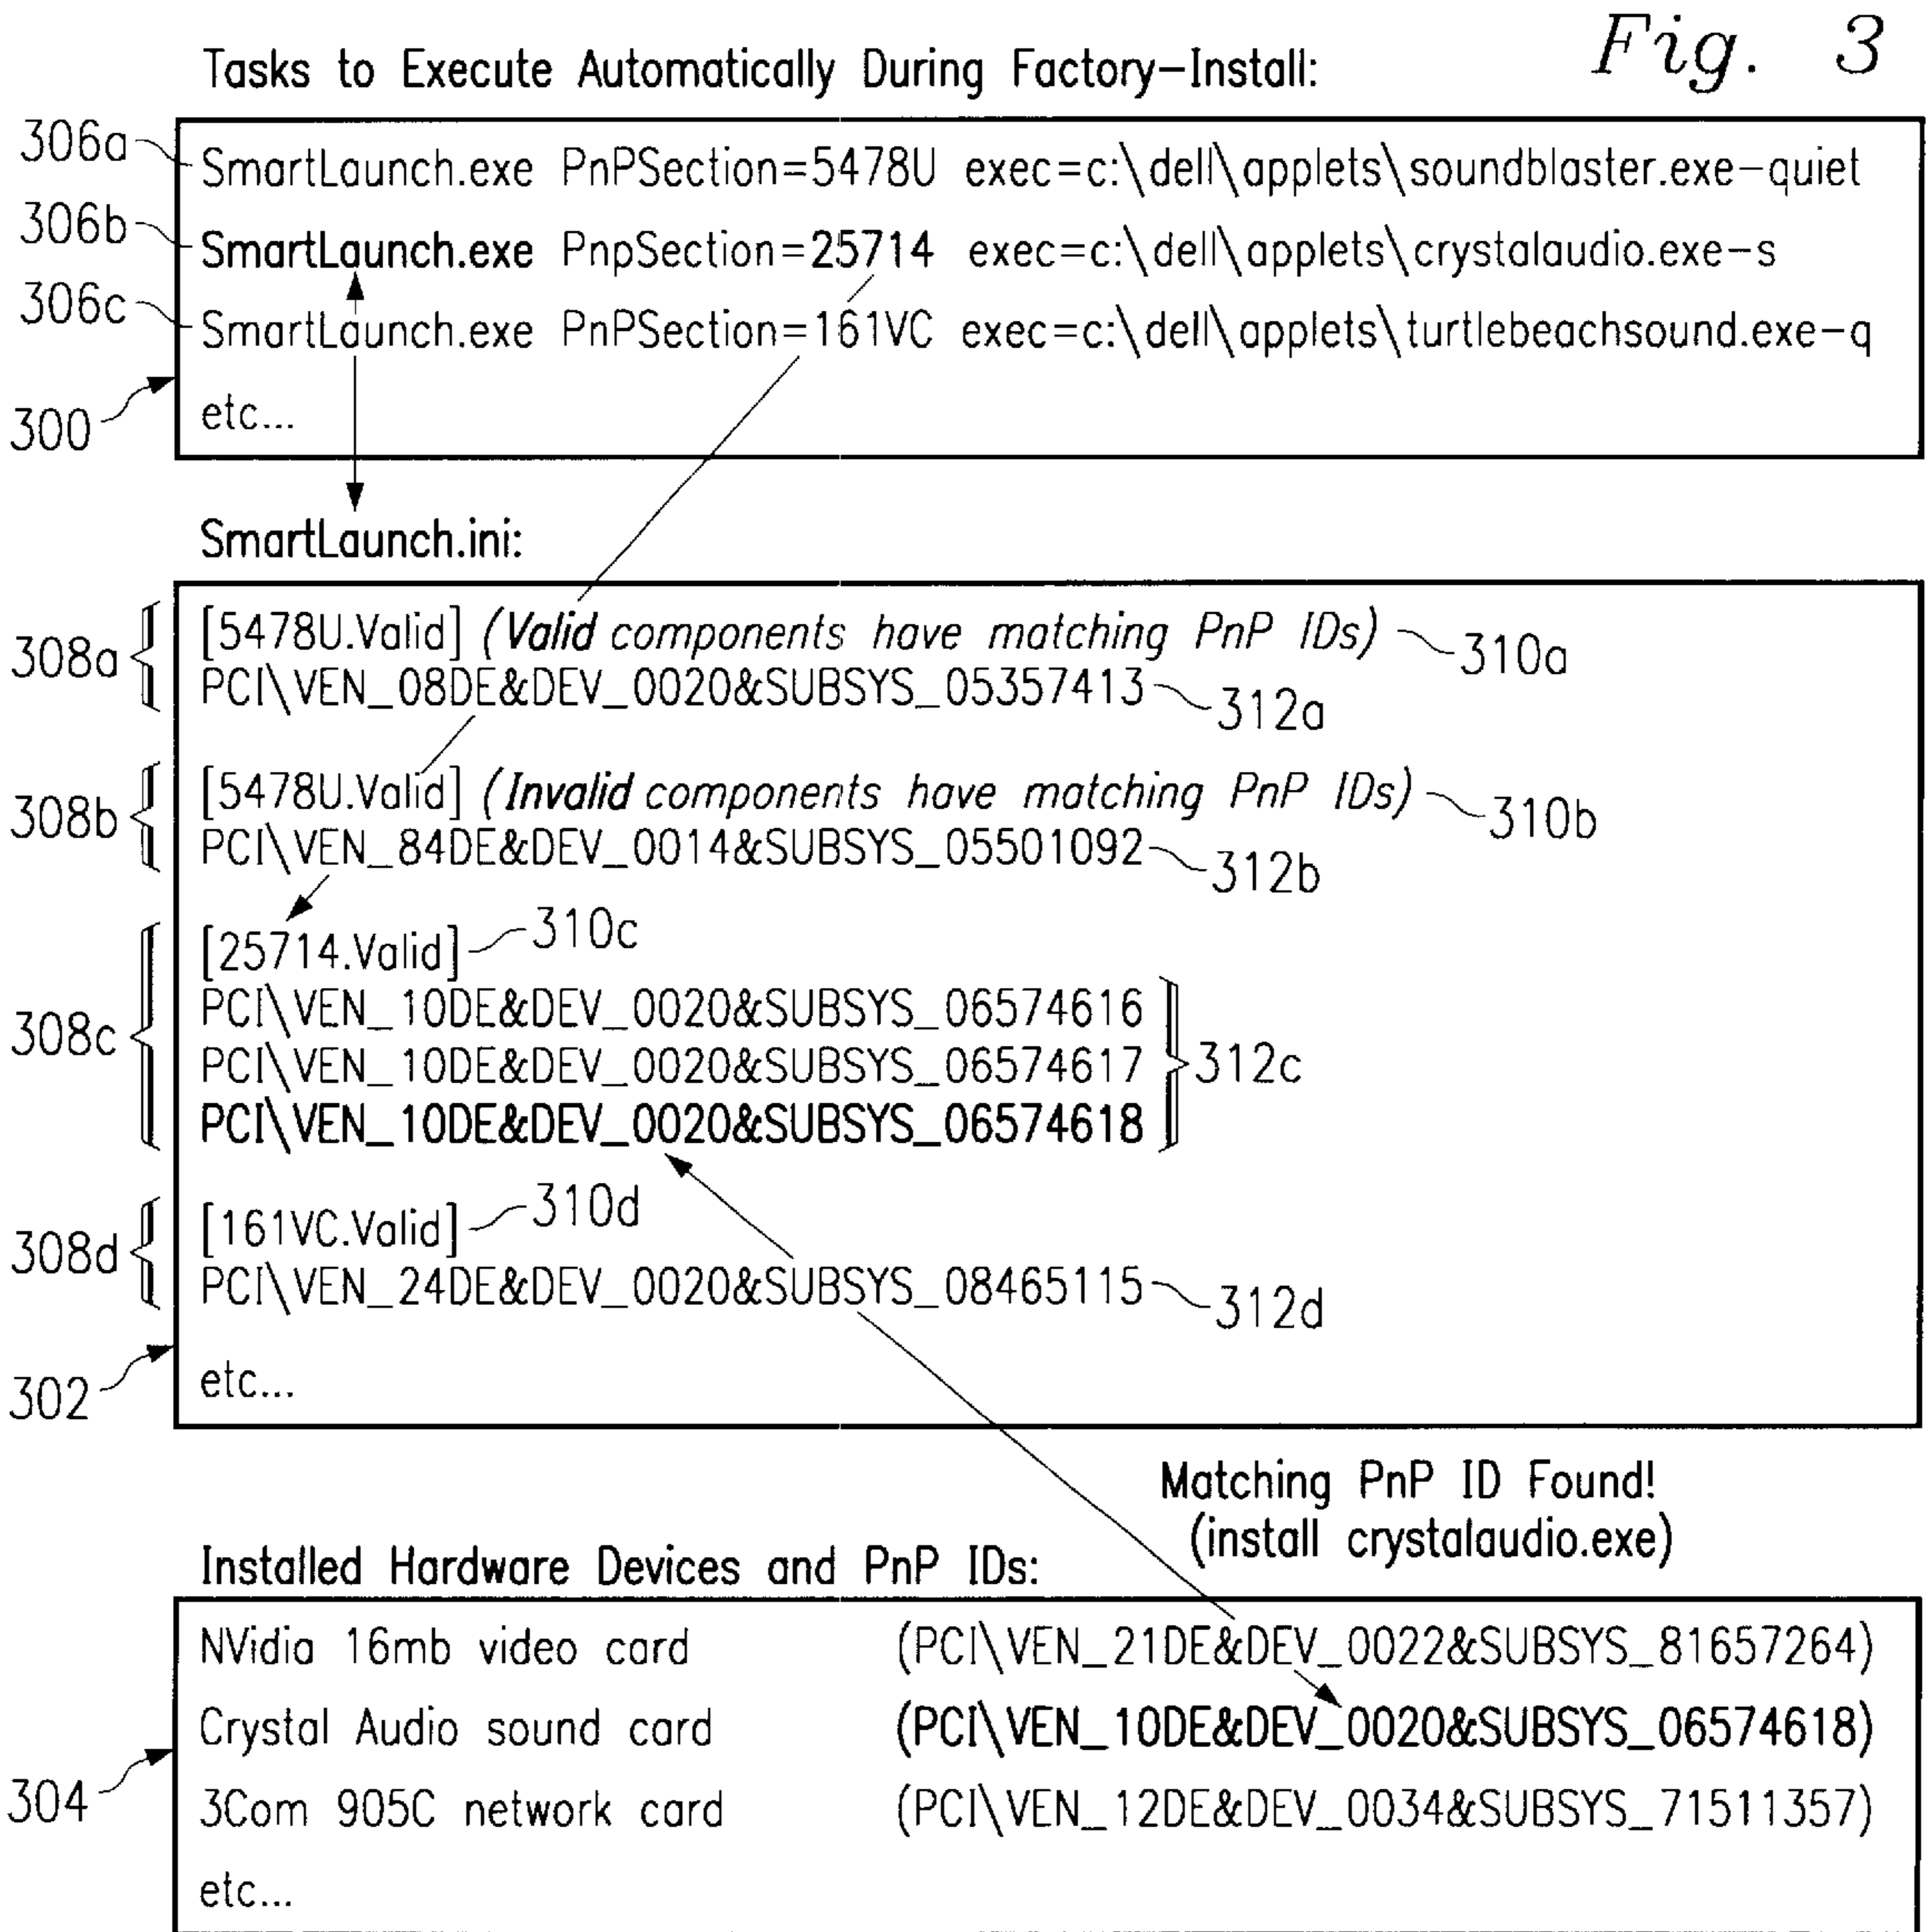 Fig. 3
Tasks to Execute Automatically During Factory-Install:
306a SmartLaunch.exe PnPSection=5478U exec=c:\dell\applets\soundblaster.exe-quiet
306b SmartLaunch.exe PnpSection=25714 exec=c:\dell\applets\crystalaudio.exe-s
306c SmartLaunch.exe PnPSection=161VC exec=c:\dell\applets\turtlebeachsound.exe-q
300 etc...
SmartLaunch.ini:
308a [5478U.Valid] (Valid components have matching PnP IDs) 310a
PCI\VEN_08DE&DEV_0020&SUBSYS_05357413 312a
308b [5478U.Valid] (Invalid components have matching PnP IDs) 310b
PCI\VEN_84DE&DEV_0014&SUBSYS_05501092 312b
[25714.Valid] 310c
308c PCI\VEN_10DE&DEV_0020&SUBSYS_06574616
PCI\VEN_10DE&DEV_0020&SUBSYS_06574617 312c
PCI\VEN_10DE&DEV_0020&SUBSYS_06574618
308d [161VC.Valid] 310d
PCI\VEN_24DE&DEV_0020&SUBSYS_08465115 312d
302 etc...
Matching PnP ID Found!
(install crystalaudio.exe)
Installed Hardware Devices and PnP IDs:
NVidia 16mb video card (PCI\VEN_21DE&DEV_0022&SUBSYS_81657264)
Crystal Audio sound card (PCI\VEN_10DE&DEV_0020&SUBSYS_06574618)
304 3Com 905C network card (PCI\VEN_12DE&DEV_0034&SUBSYS_71511357)
etc...